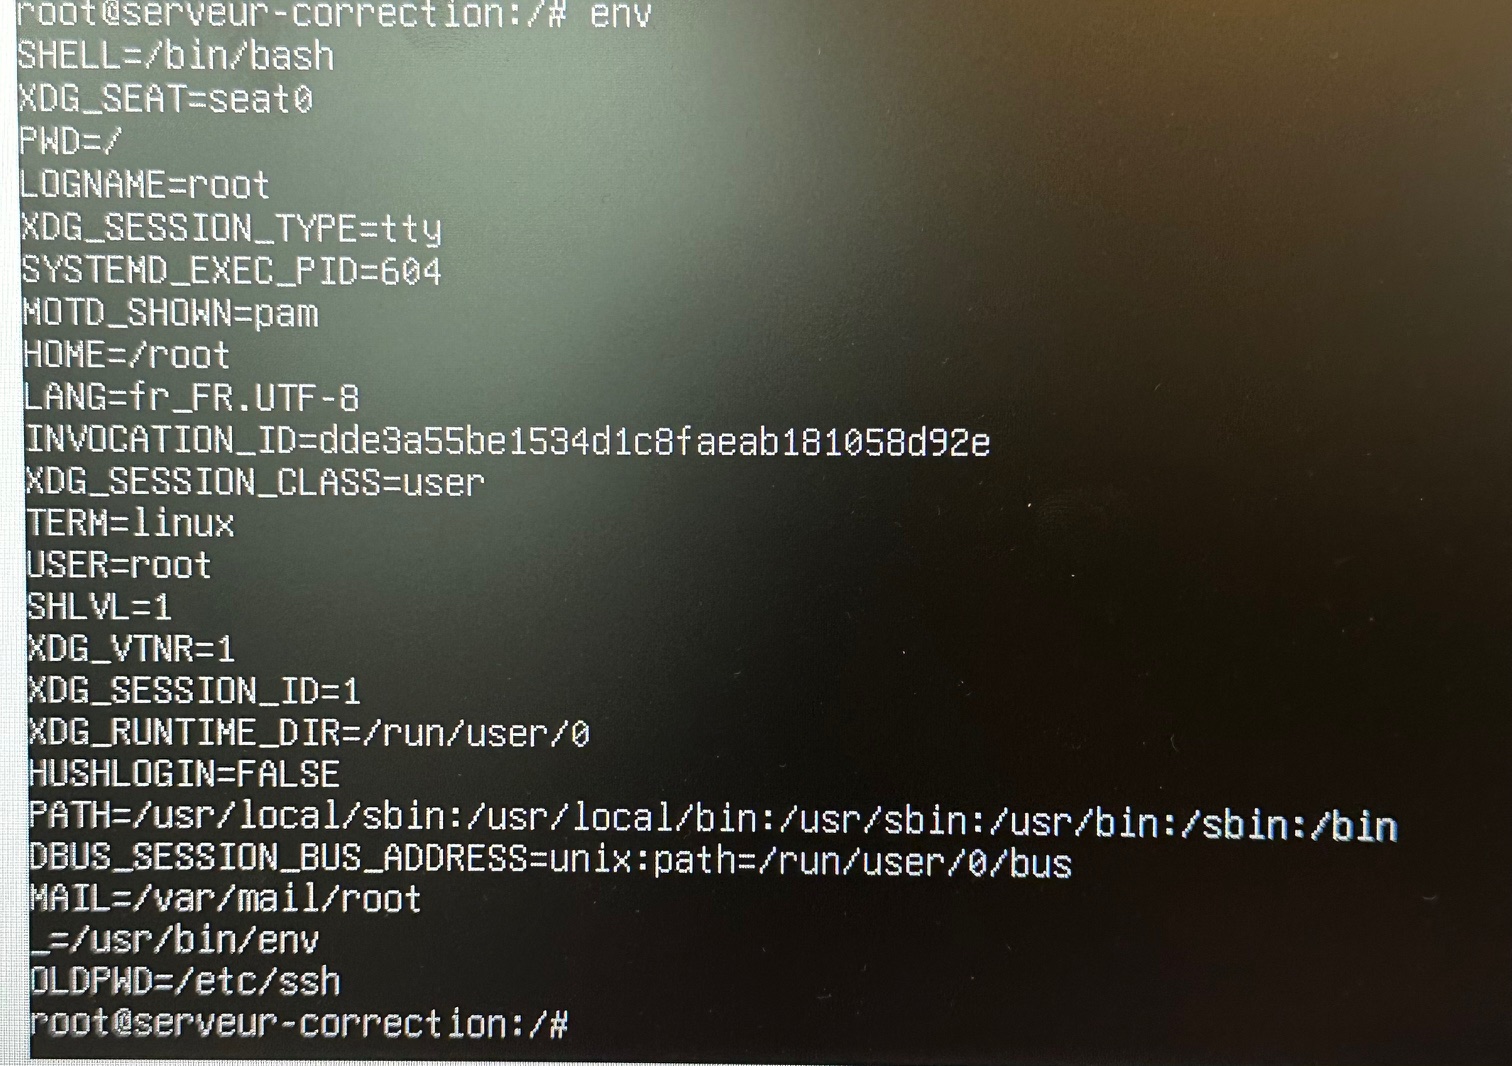 root@serveur-correction:/# env
SHELL=/bin/bash
XDG_SEAT=seat0
PWD=/
LOGNAME=root
XDG_SESSION_TYPE=tty
SYSTEMD_EXEC_PID=604
MOTD_SHOWN=pam
HOME=/root
LANG=fr_FR.UTF-8
INVOCATION_ID=dde3a55be1534d1c8faeab181058d92e
XDG_SESSION_CLASS=user
TERM=linux
USER=root
SHLVL=1
XDG_VTNR=1
XDG_SESSION_ID=1
XDG_RUNTIME_DIR=/run/user/0
HUSHLOGIN=FALSE
PATH=/usr/local/sbin:/usr/local/bin:/usr/sbin:/usr/bin:/sbin:/bin
DBUS_SESSION_BUS_ADDRESS=unix:path=/run/user/0/bus
MAIL=/var/mail/root
_=/usr/bin/env
OLDPWD=/etc/ssh
root@serveur-correction:/#